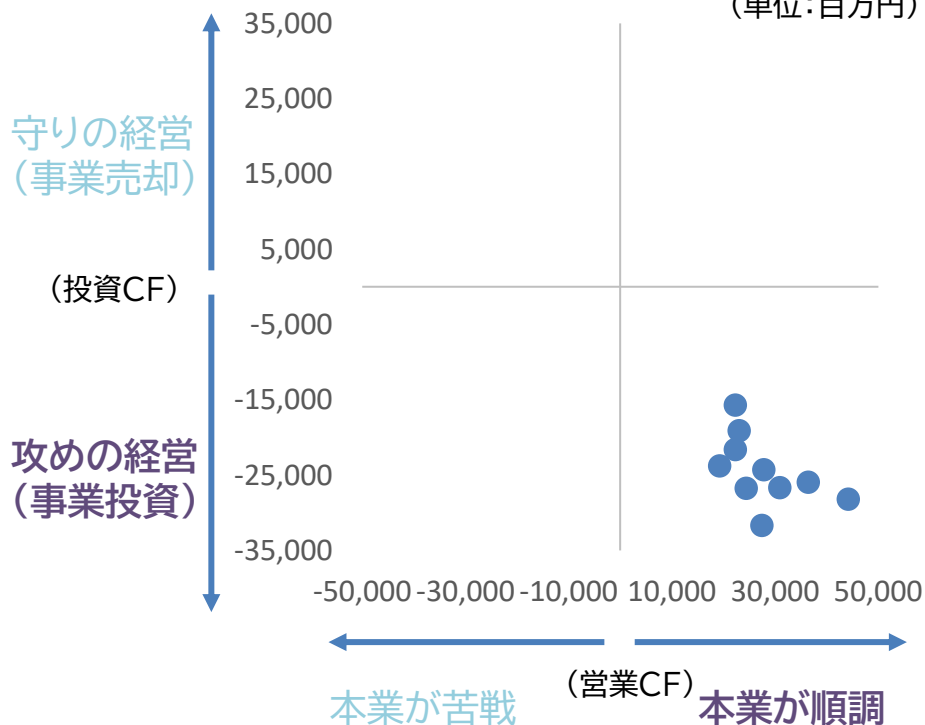 （単位：百万円）
35,000
25,000
守りの経営
（事業売却）
15,000
5,000
（投資CF）
-5,000
-15,000
攻めの経営
（事業投資）
-25,000
-35,000
-50,000 -30,000 -10,000 10,000 30,000 50,000
（営業CF）
本業が苦戦 本業が順調